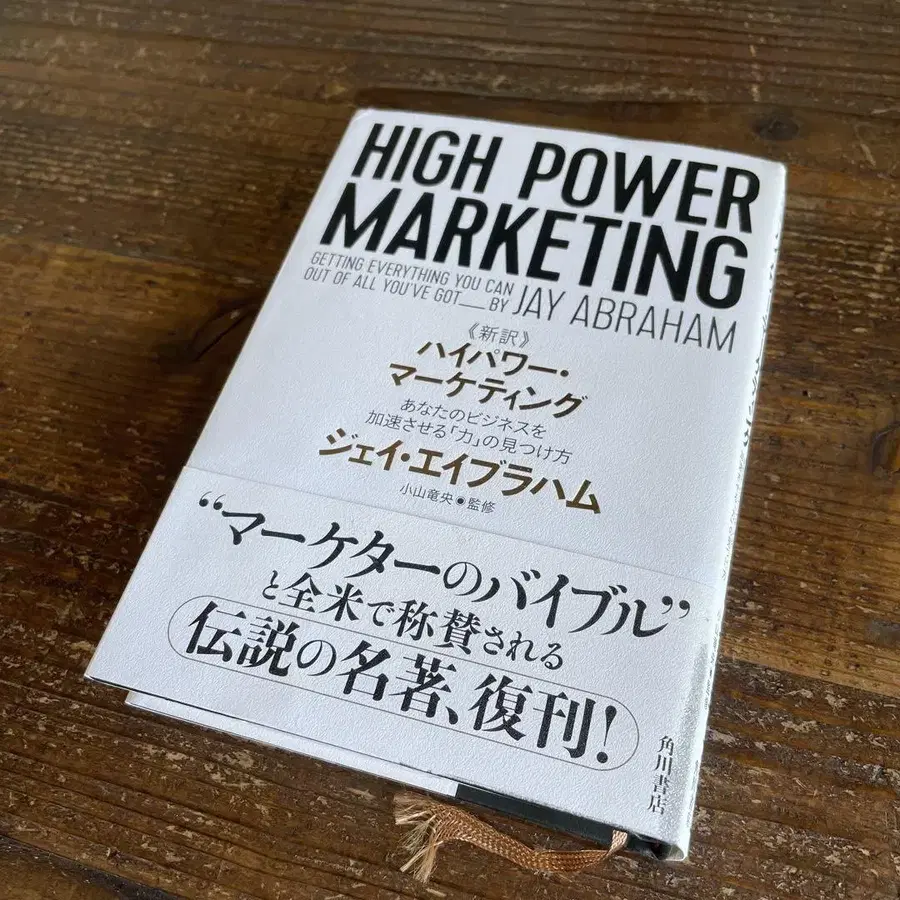 HIGH POWER
MARKETING
GETTING EVERYTHING YOU CAN
OUT OF ALL YOU'VE GOT — BY JAY ABRAHAM
《新訳》
ハイパワー・
マーケティング
あなたのビジネスを
加速させる「力」の見つけ方
ジェイ・エイブラハム
小山竜央●監修
“マーケターのバイブル”
と全米で称賛される
伝説の名著、復刊!
角川書店